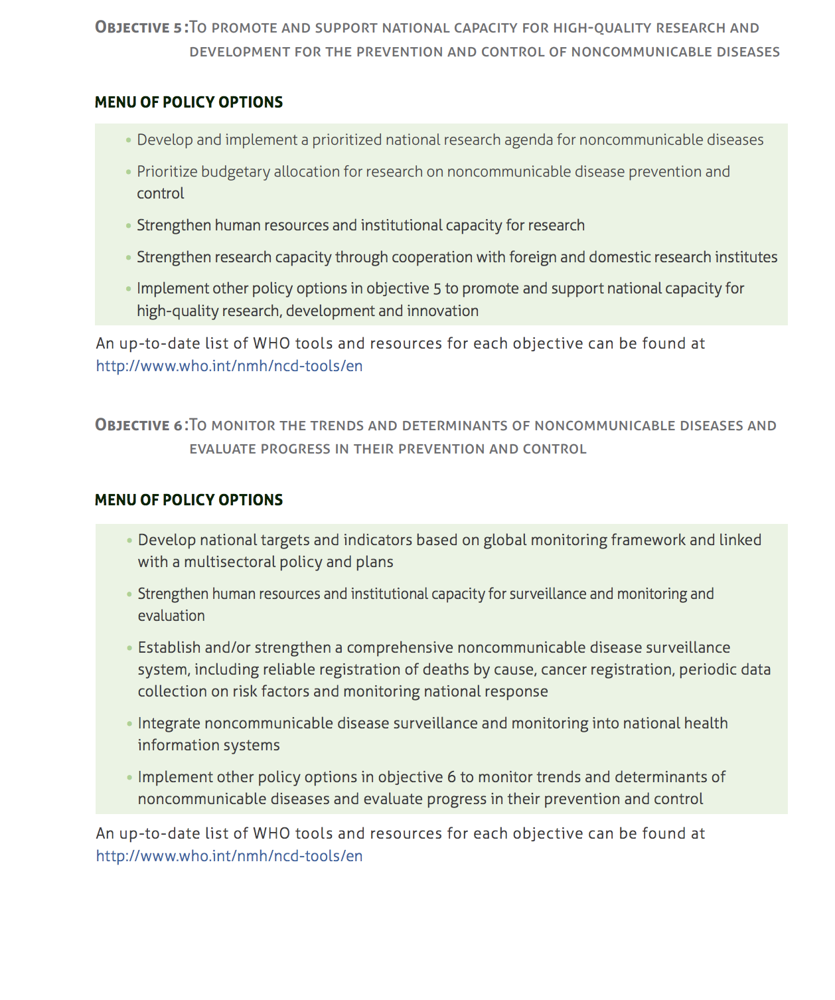 Objective 5: To promote and support national capacity for high-quality research and
development for the prevention and control of noncommunicable diseases
MENU OF POLICY OPTIONS
• Develop and implement a prioritized national research agenda for noncommunicable diseases
• Prioritize budgetary allocation for research on noncommunicable disease prevention and
control
• Strengthen human resources and institutional capacity for research
• Strengthen research capacity through cooperation with foreign and domestic research institutes
• Implement other policy options in objective 5 to promote and support national capacity for
high-quality research, development and innovation
An up-to-date list of WHO tools and resources for each objective can be found at
http://www.who.int/nmh/ncd-tools/en
Objective 6: To monitor the trends and determinants of noncommunicable diseases and
evaluate progress in their prevention and control
MENU OF POLICY OPTIONS
• Develop national targets and indicators based on global monitoring framework and linked
with a multisectoral policy and plans
• Strengthen human resources and institutional capacity for surveillance and monitoring and
evaluation
• Establish and/or strengthen a comprehensive noncommunicable disease surveillance
system, including reliable registration of deaths by cause, cancer registration, periodic data
collection on risk factors and monitoring national response
• Integrate noncommunicable disease surveillance and monitoring into national health
information systems
• Implement other policy options in objective 6 to monitor trends and determinants of
noncommunicable diseases and evaluate progress in their prevention and control
An up-to-date list of WHO tools and resources for each objective can be found at
http://www.who.int/nmh/ncd-tools/en